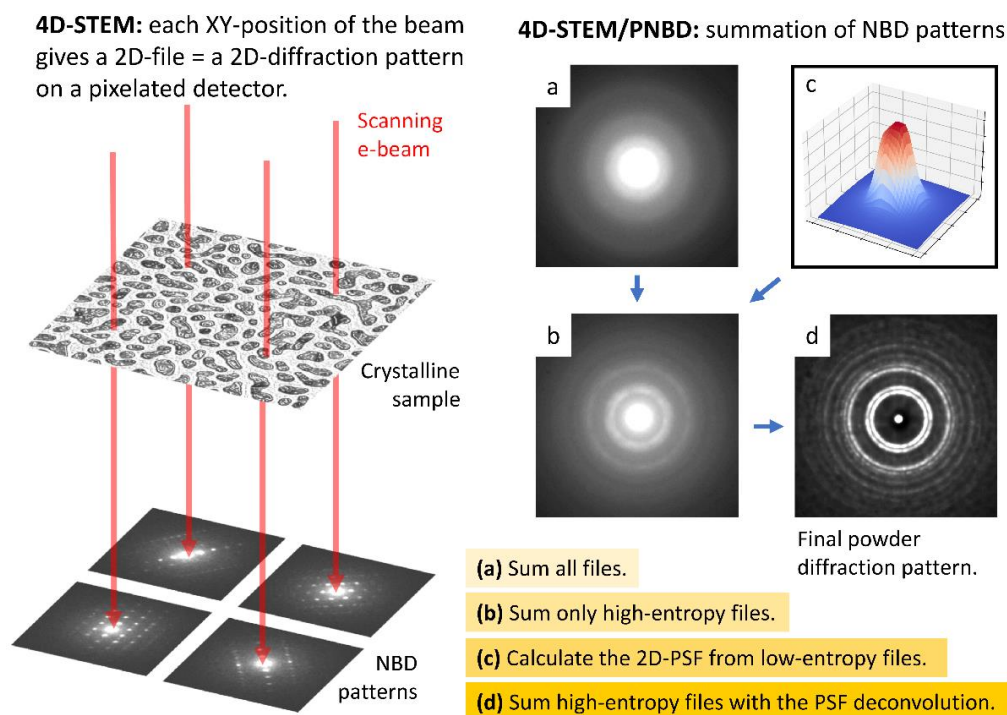 4D-STEM: each XY-position of the beam
gives a 2D-file = a 2D-diffraction pattern
on a pixelated detector.
Scanning
e-beam
Crystalline
sample
NBD
patterns
4D-STEM/PNBD: summation of NBD patterns
a
c
b
d
Final powder
diffraction pattern.
(a) Sum all files.
(b) Sum only high-entropy files.
(c) Calculate the 2D-PSF from low-entropy files.
(d) Sum high-entropy files with the PSF deconvolution.